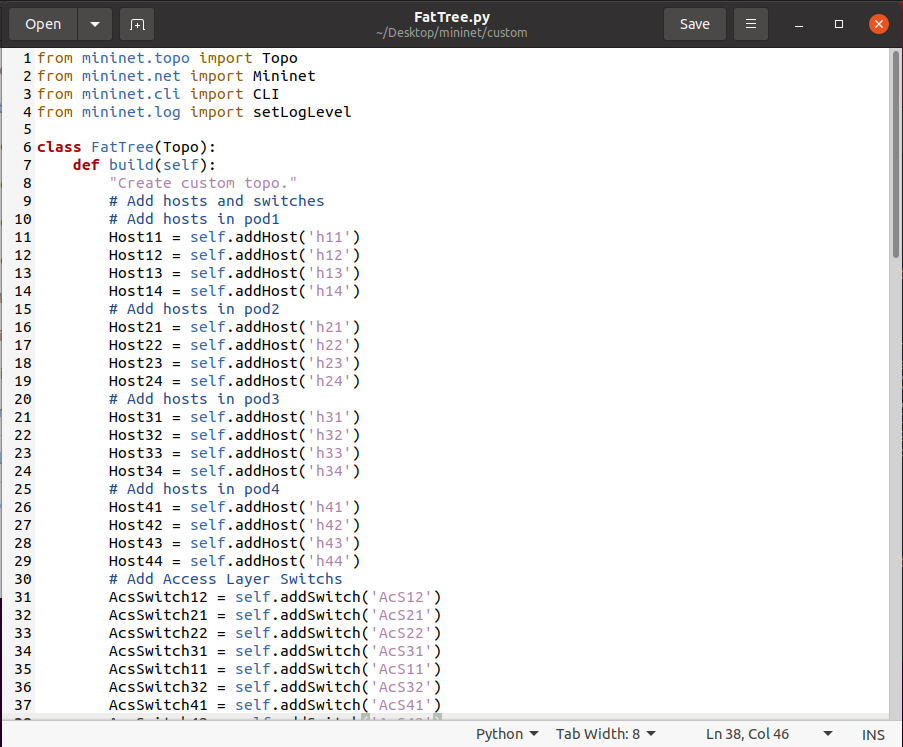 Open
FatTree.py
~/Desktop/mininet/custom
Save
1 from mininet.topo import Topo
2 from mininet.net import Mininet
3 from mininet.cli import CLI
4 from mininet.log import setLogLevel
5
6 class FatTree(Topo):
7     def build(self):
8         "Create custom topo."
9         # Add hosts and switches
10         # Add hosts in pod1
11         Host11 = self.addHost('h11')
12         Host12 = self.addHost('h12')
13         Host13 = self.addHost('h13')
14         Host14 = self.addHost('h14')
15         # Add hosts in pod2
16         Host21 = self.addHost('h21')
17         Host22 = self.addHost('h22')
18         Host23 = self.addHost('h23')
19         Host24 = self.addHost('h24')
20         # Add hosts in pod3
21         Host31 = self.addHost('h31')
22         Host32 = self.addHost('h32')
23         Host33 = self.addHost('h33')
24         Host34 = self.addHost('h34')
25         # Add hosts in pod4
26         Host41 = self.addHost('h41')
27         Host42 = self.addHost('h42')
28         Host43 = self.addHost('h43')
29         Host44 = self.addHost('h44')
30         # Add Access Layer Switchs
31         AcsSwitch12 = self.addSwitch('AcS12')
32         AcsSwitch21 = self.addSwitch('AcS21')
33         AcsSwitch22 = self.addSwitch('AcS22')
34         AcsSwitch31 = self.addSwitch('AcS31')
35         AcsSwitch11 = self.addSwitch('AcS11')
36         AcsSwitch32 = self.addSwitch('AcS32')
37         AcsSwitch41 = self.addSwitch('AcS41')
Python Tab Width: 8 Ln 38, Col 46 INS